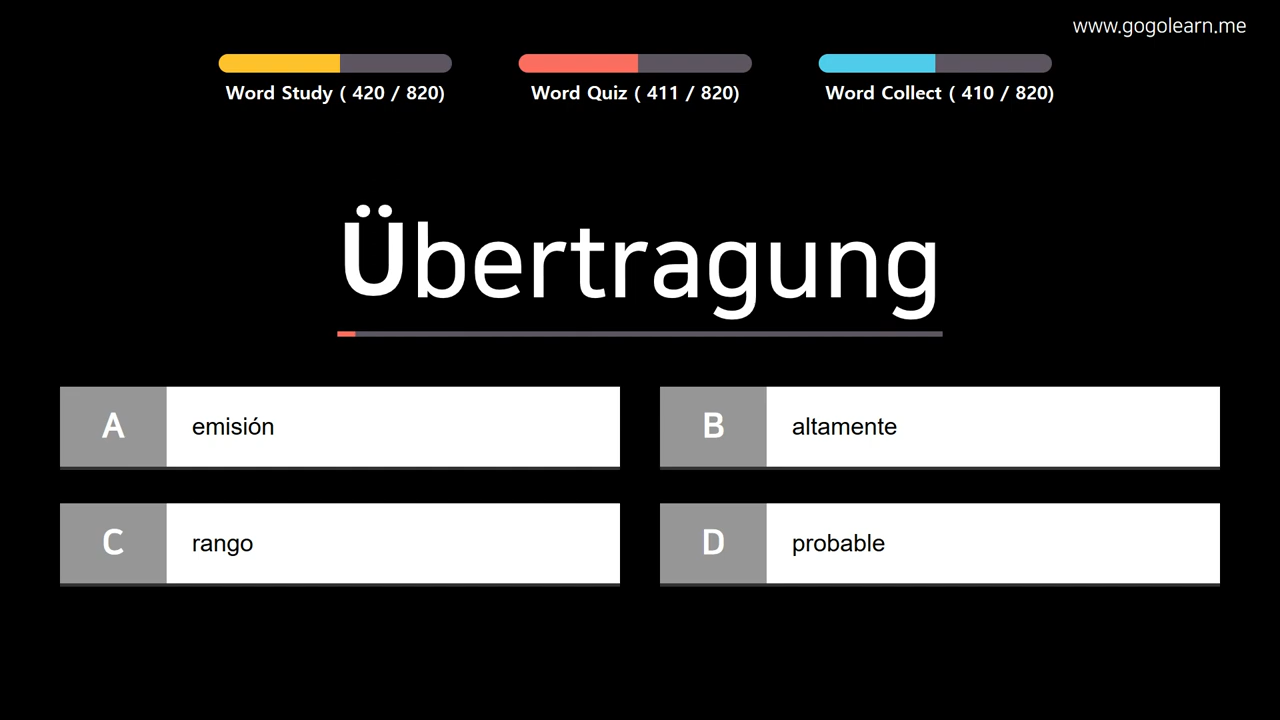 www.gogolearn.me
Word Study ( 420 / 820)
Word Quiz ( 411 / 820)
Word Collect ( 410 / 820)
Übertragung
A emisión
B altamente
C rango
D probable